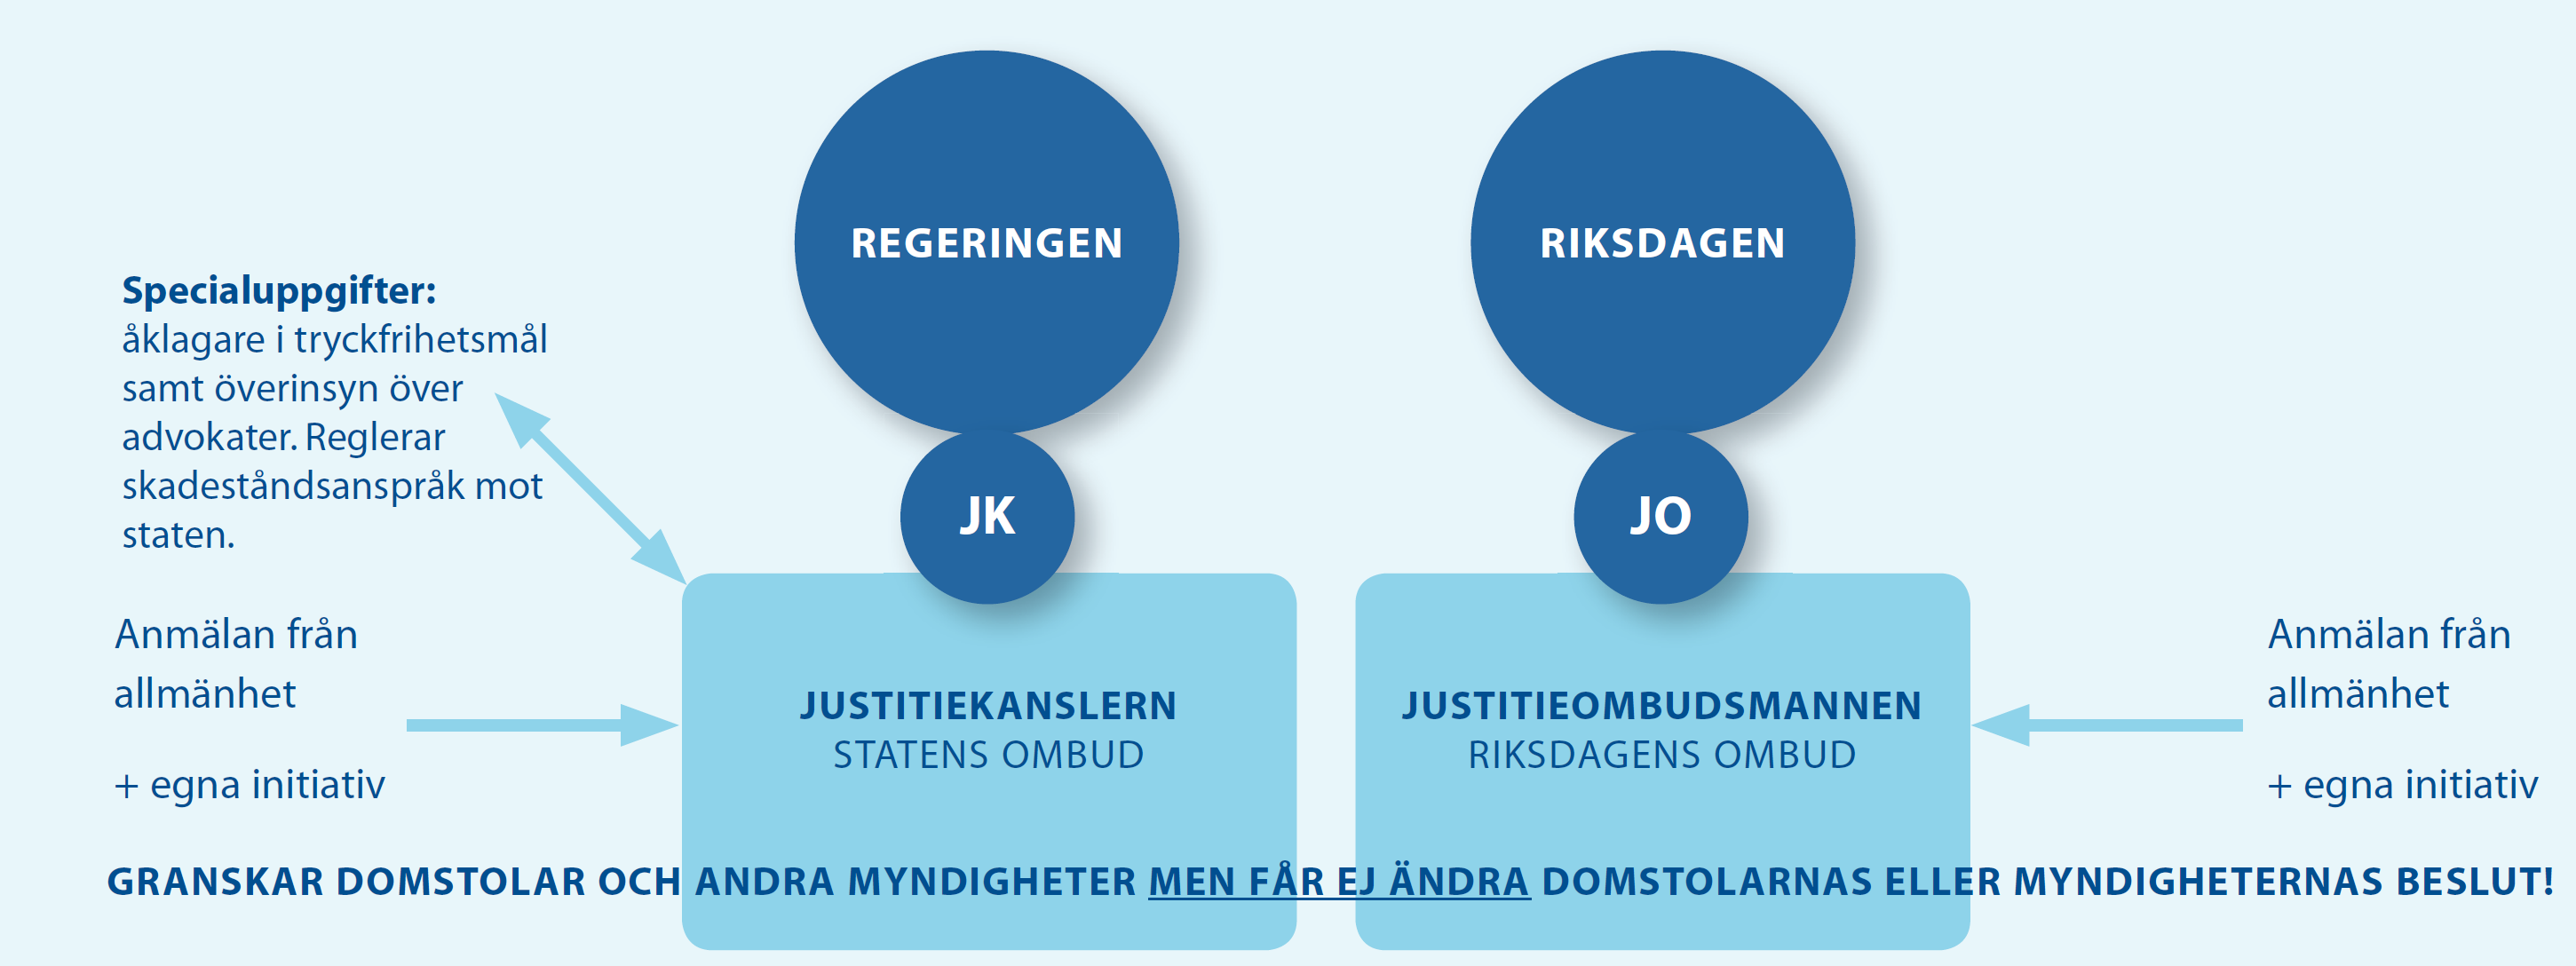 REGERINGEN
RIKSDAGEN
Specialuppgifter:
åklagare i tryckfrihetsmål
samt överinsyn över
advokater. Reglerar
skadeståndsanspråk mot
staten.
JK
JO
Anmälan från
allmänhet
+ egna initiativ
JUSTITIEKANSLERN
STATENS OMBUD
JUSTITIEOMBUDSMANNEN
RIKSDAGENS OMBUD
Anmälan från
allmänhet
+ egna initiativ
GRANSKAR DOMSTOLAR OCH ANDRA MYNDIGHETER MEN FÅR EJ ÄNDRA DOMSTOLARNAS ELLER MYNDIGHETERNAS BESLUT!